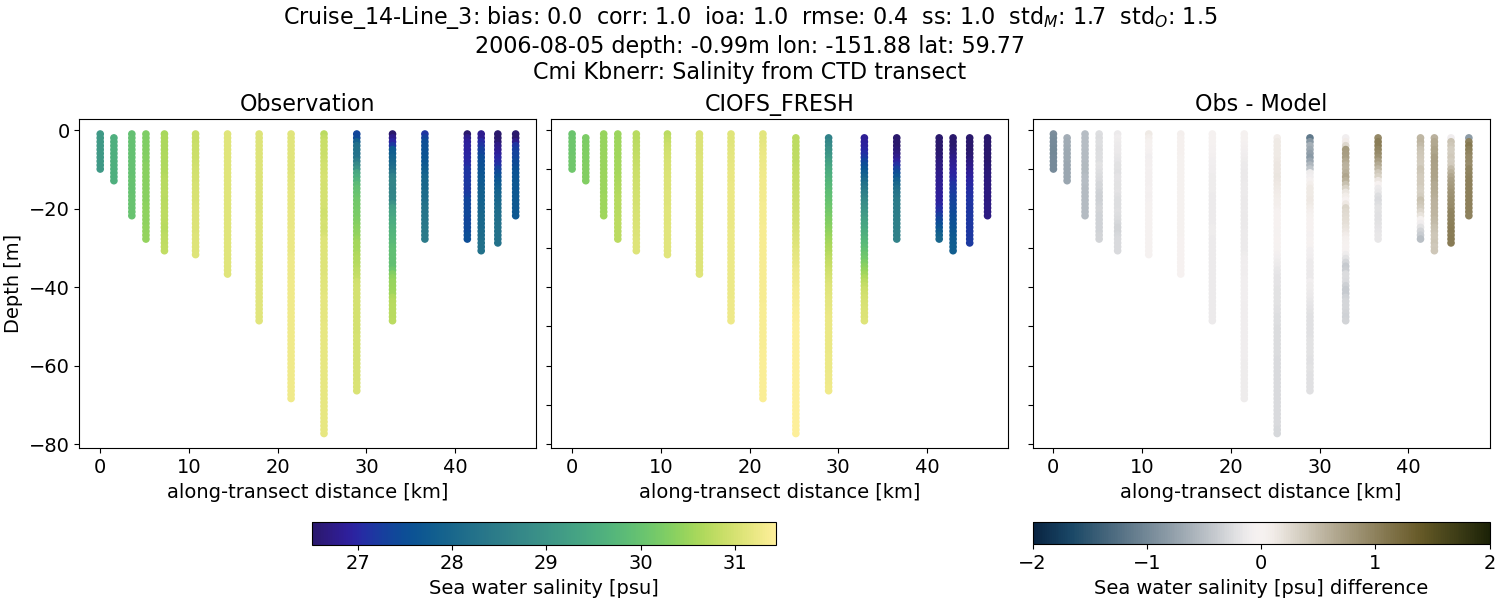 Cruise_14-Line_3: bias: 0.0 corr: 1.0 ioa: 1.0 rmse: 0.4 ss: 1.0 std_M: 1.7 std_O: 1.5
2006-08-05 depth: -0.99m lon: -151.88 lat: 59.77
Cmi Kbnerr: Salinity from CTD transect
Observation
CIOFS_FRESH
Obs - Model
Depth [m]
0
−20
−40
−60
−80
0 10 20 30 40
0 10 20 30 40
0 10 20 30 40
along-transect distance [km]
along-transect distance [km]
along-transect distance [km]
27 28 29 30 31
Sea water salinity [psu]
−2 −1 0 1 2
Sea water salinity [psu] difference